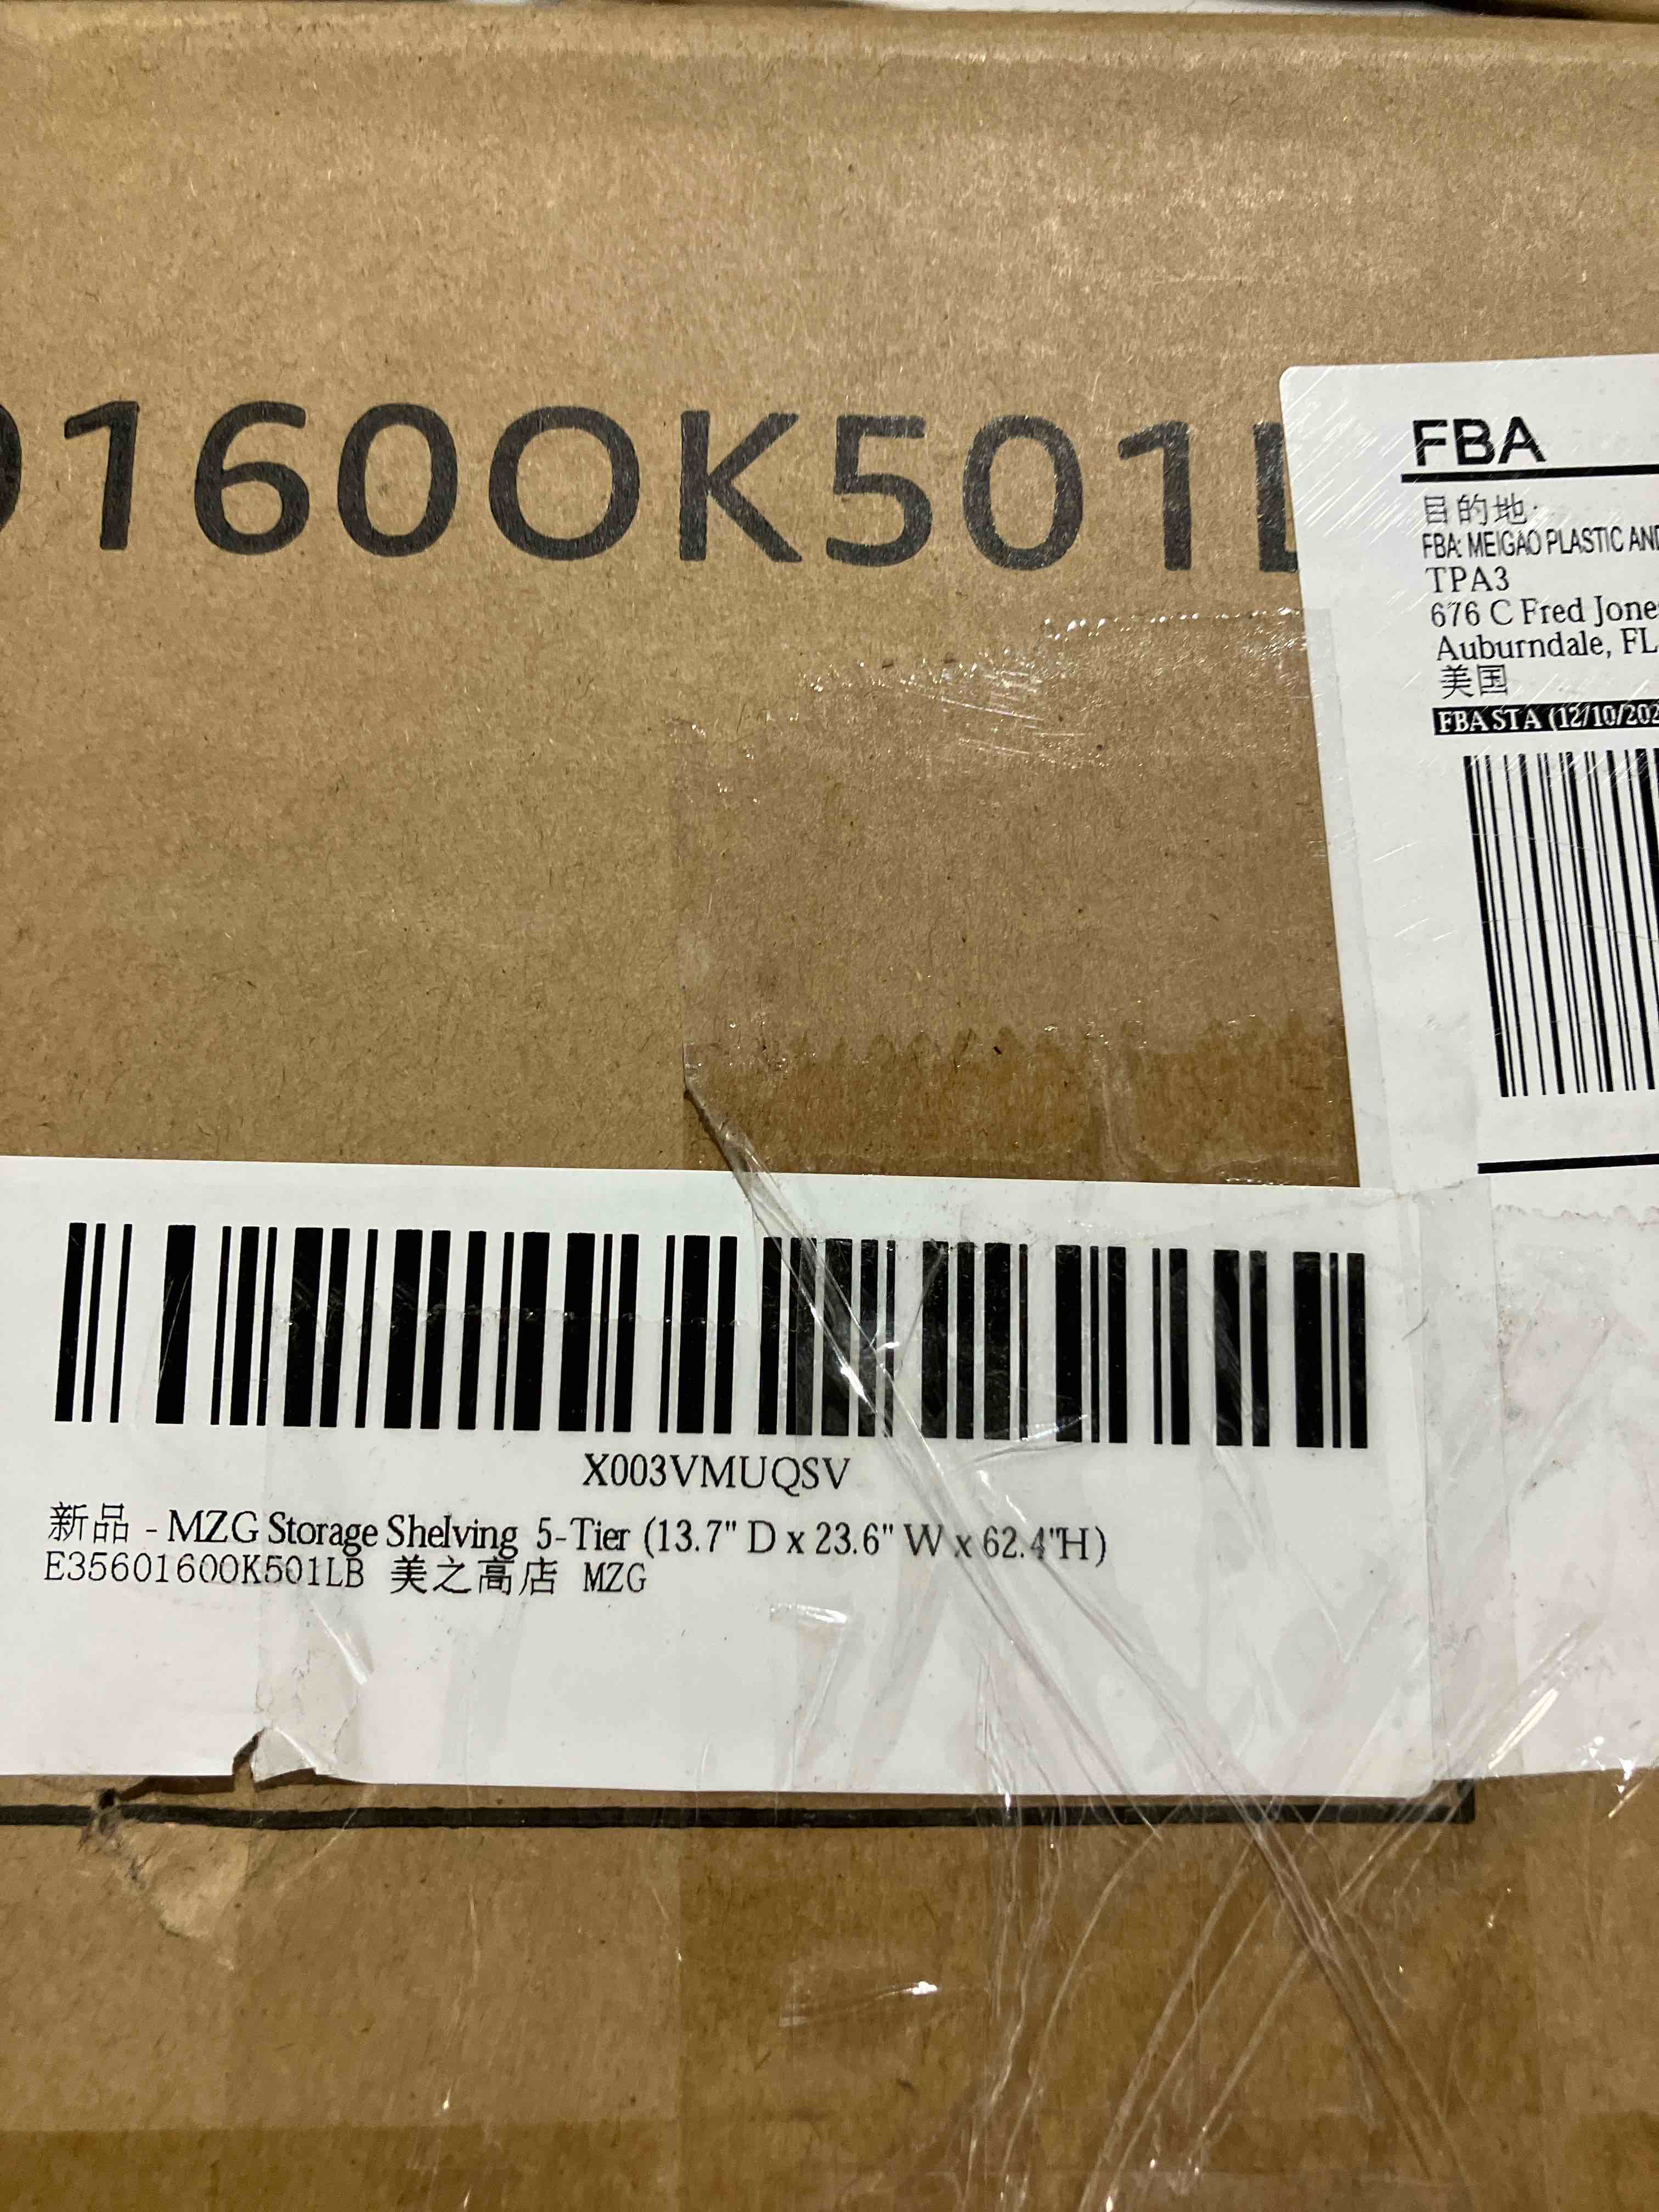 160OK501L
FBA
目的地:
FBA: MEIGAO PLASTIC AND
TPA3
676 C Fred Jone
Auburndale, FL
美国
FBA STA (12/10/202
X003VMUQSV
新品 - MZG Storage Shelving 5-Tier (13.7" D x 23.6" W x 62.4"H)
E3560160OK501LB 美之高店 MZG